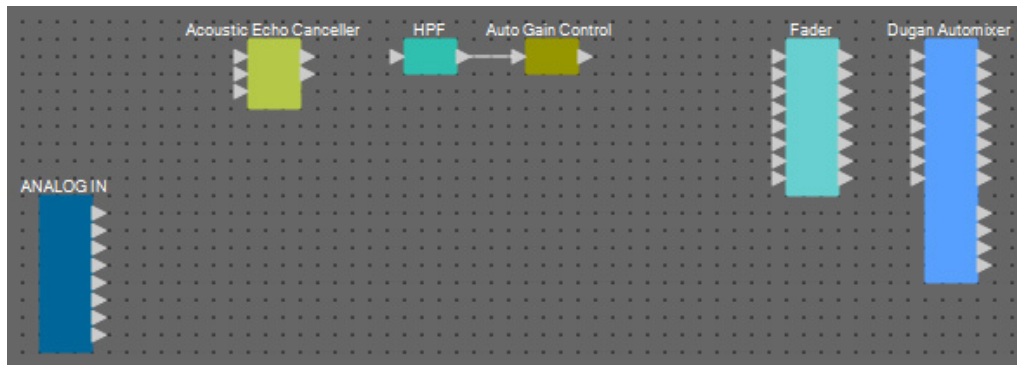 Acoustic Echo Canceller
HPF
Auto Gain Control
Fader
Dugan Automixer
ANALOG IN